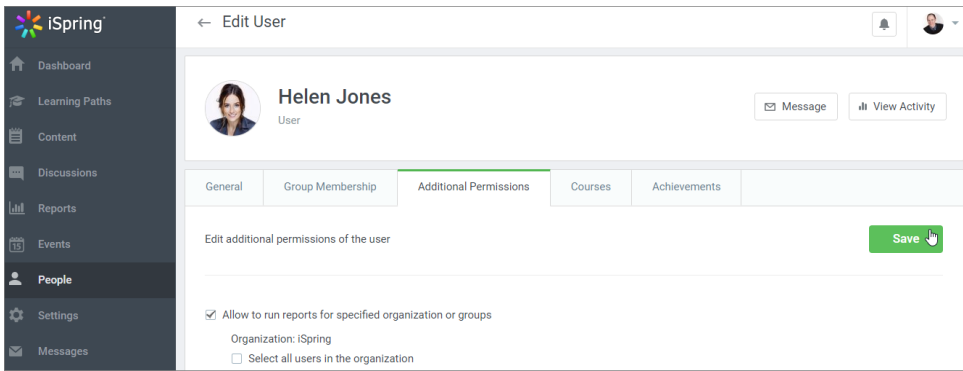 iSpring
Dashboard
Learning Paths
Content
Discussions
Reports
15
Events
People
Settings
Messages
← Edit User
Helen Jones
User
Message
View Activity
General
Group Membership
Additional Permissions
Courses
Achievements
Edit additional permissions of the user
Save
Allow to run reports for specified organization or groups
Organization: iSpring
Select all users in the organization